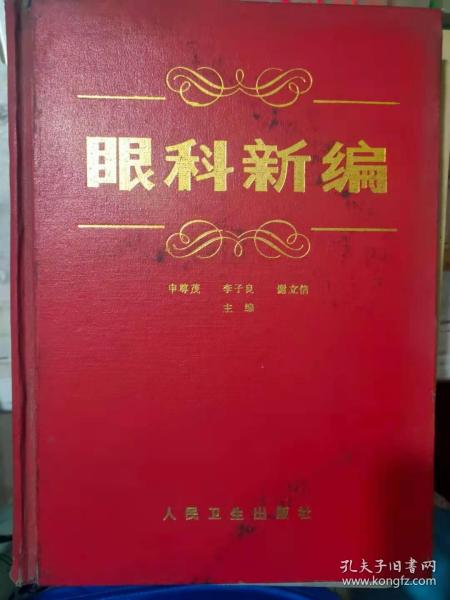 眼科新编
申尊茂 李子良 谢立信
主编
人民卫生出版社
孔夫子旧书网
www.kongfz.com